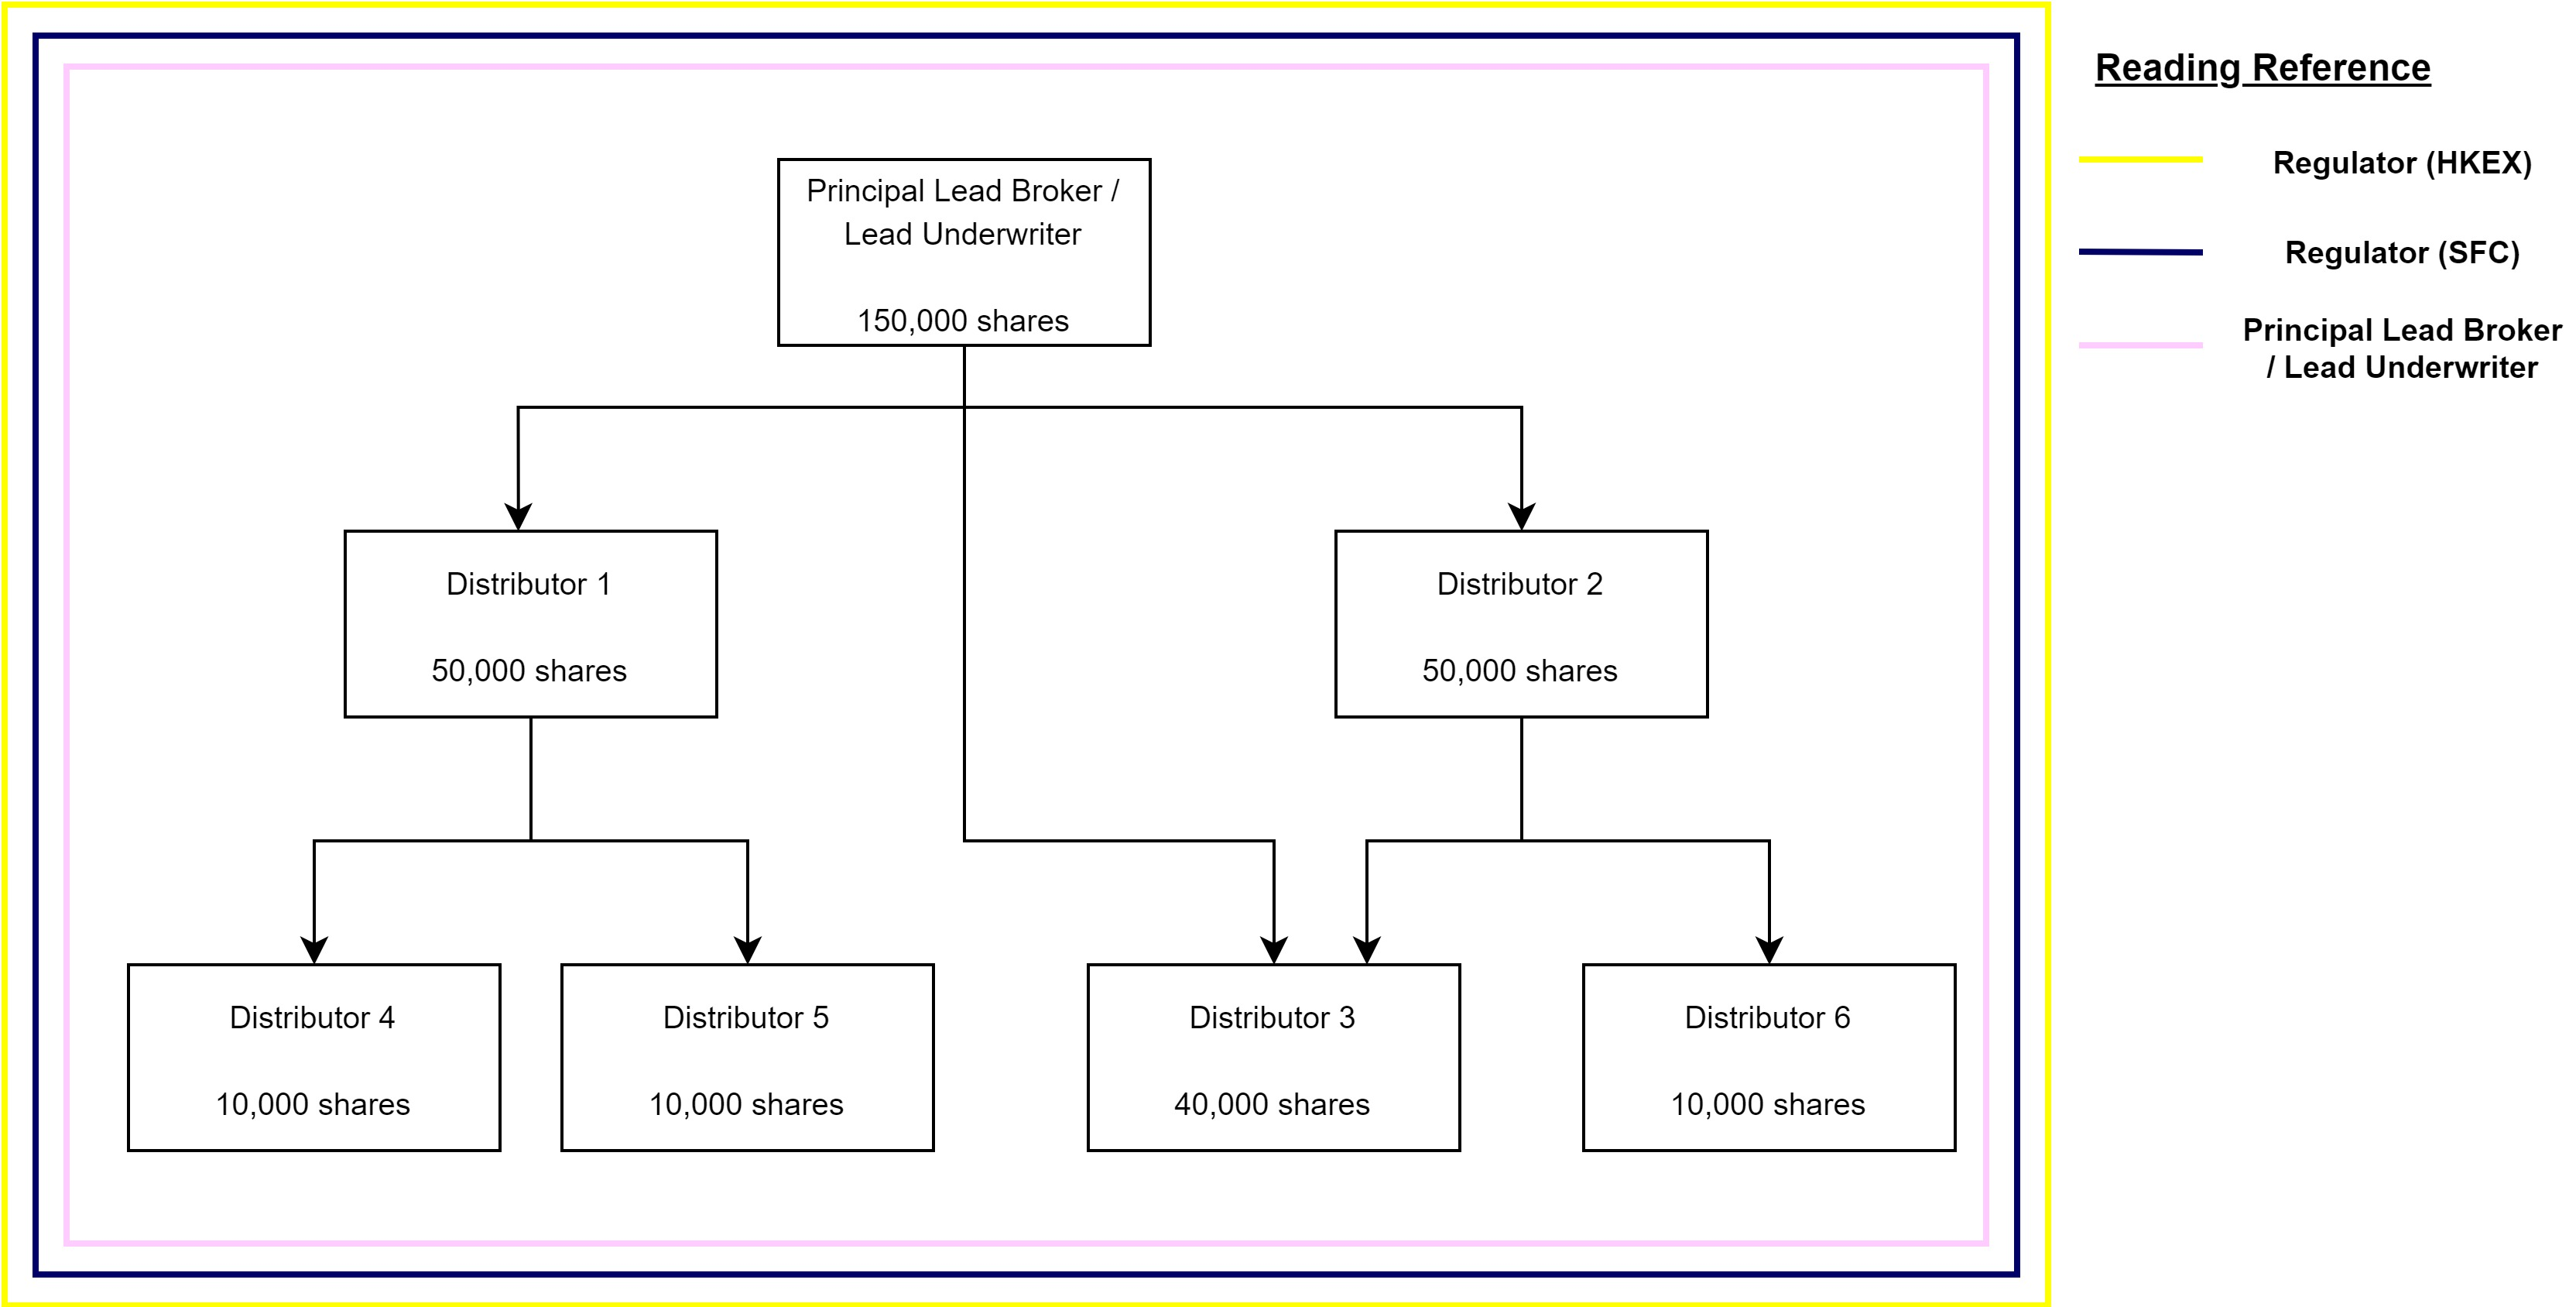 Reading Reference
Regulator (HKEX)
Regulator (SFC)
Principal Lead Broker
/ Lead Underwriter
Principal Lead Broker /
Lead Underwriter
150,000 shares
Distributor 1
50,000 shares
Distributor 2
50,000 shares
Distributor 4
10,000 shares
Distributor 5
10,000 shares
Distributor 3
40,000 shares
Distributor 6
10,000 shares